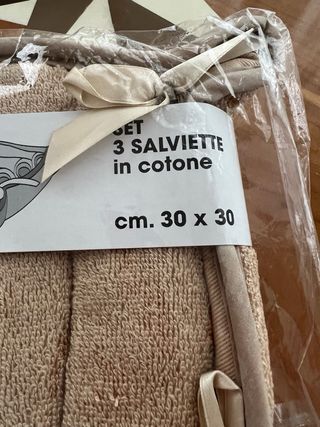 SET
3 SALVIETTE
in cotone
cm. 30 x 30